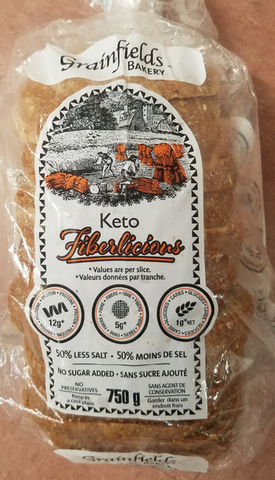 Grainfields
BAKERY
Keto
Fiberlicious
* Values are per slice.
* Valeurs données par tranche.
12g*
5g*
1g*NET
50% LESS SALT • 50% MOINS DE SEL
NO SUGAR ADDED • SANS SUCRE AJOUTÉ
NO PRESERVATIVES
Keep in a cool place
750 g
SANS AGENT DE CONSERVATION
Garder dans un endroit frais
Grainfields